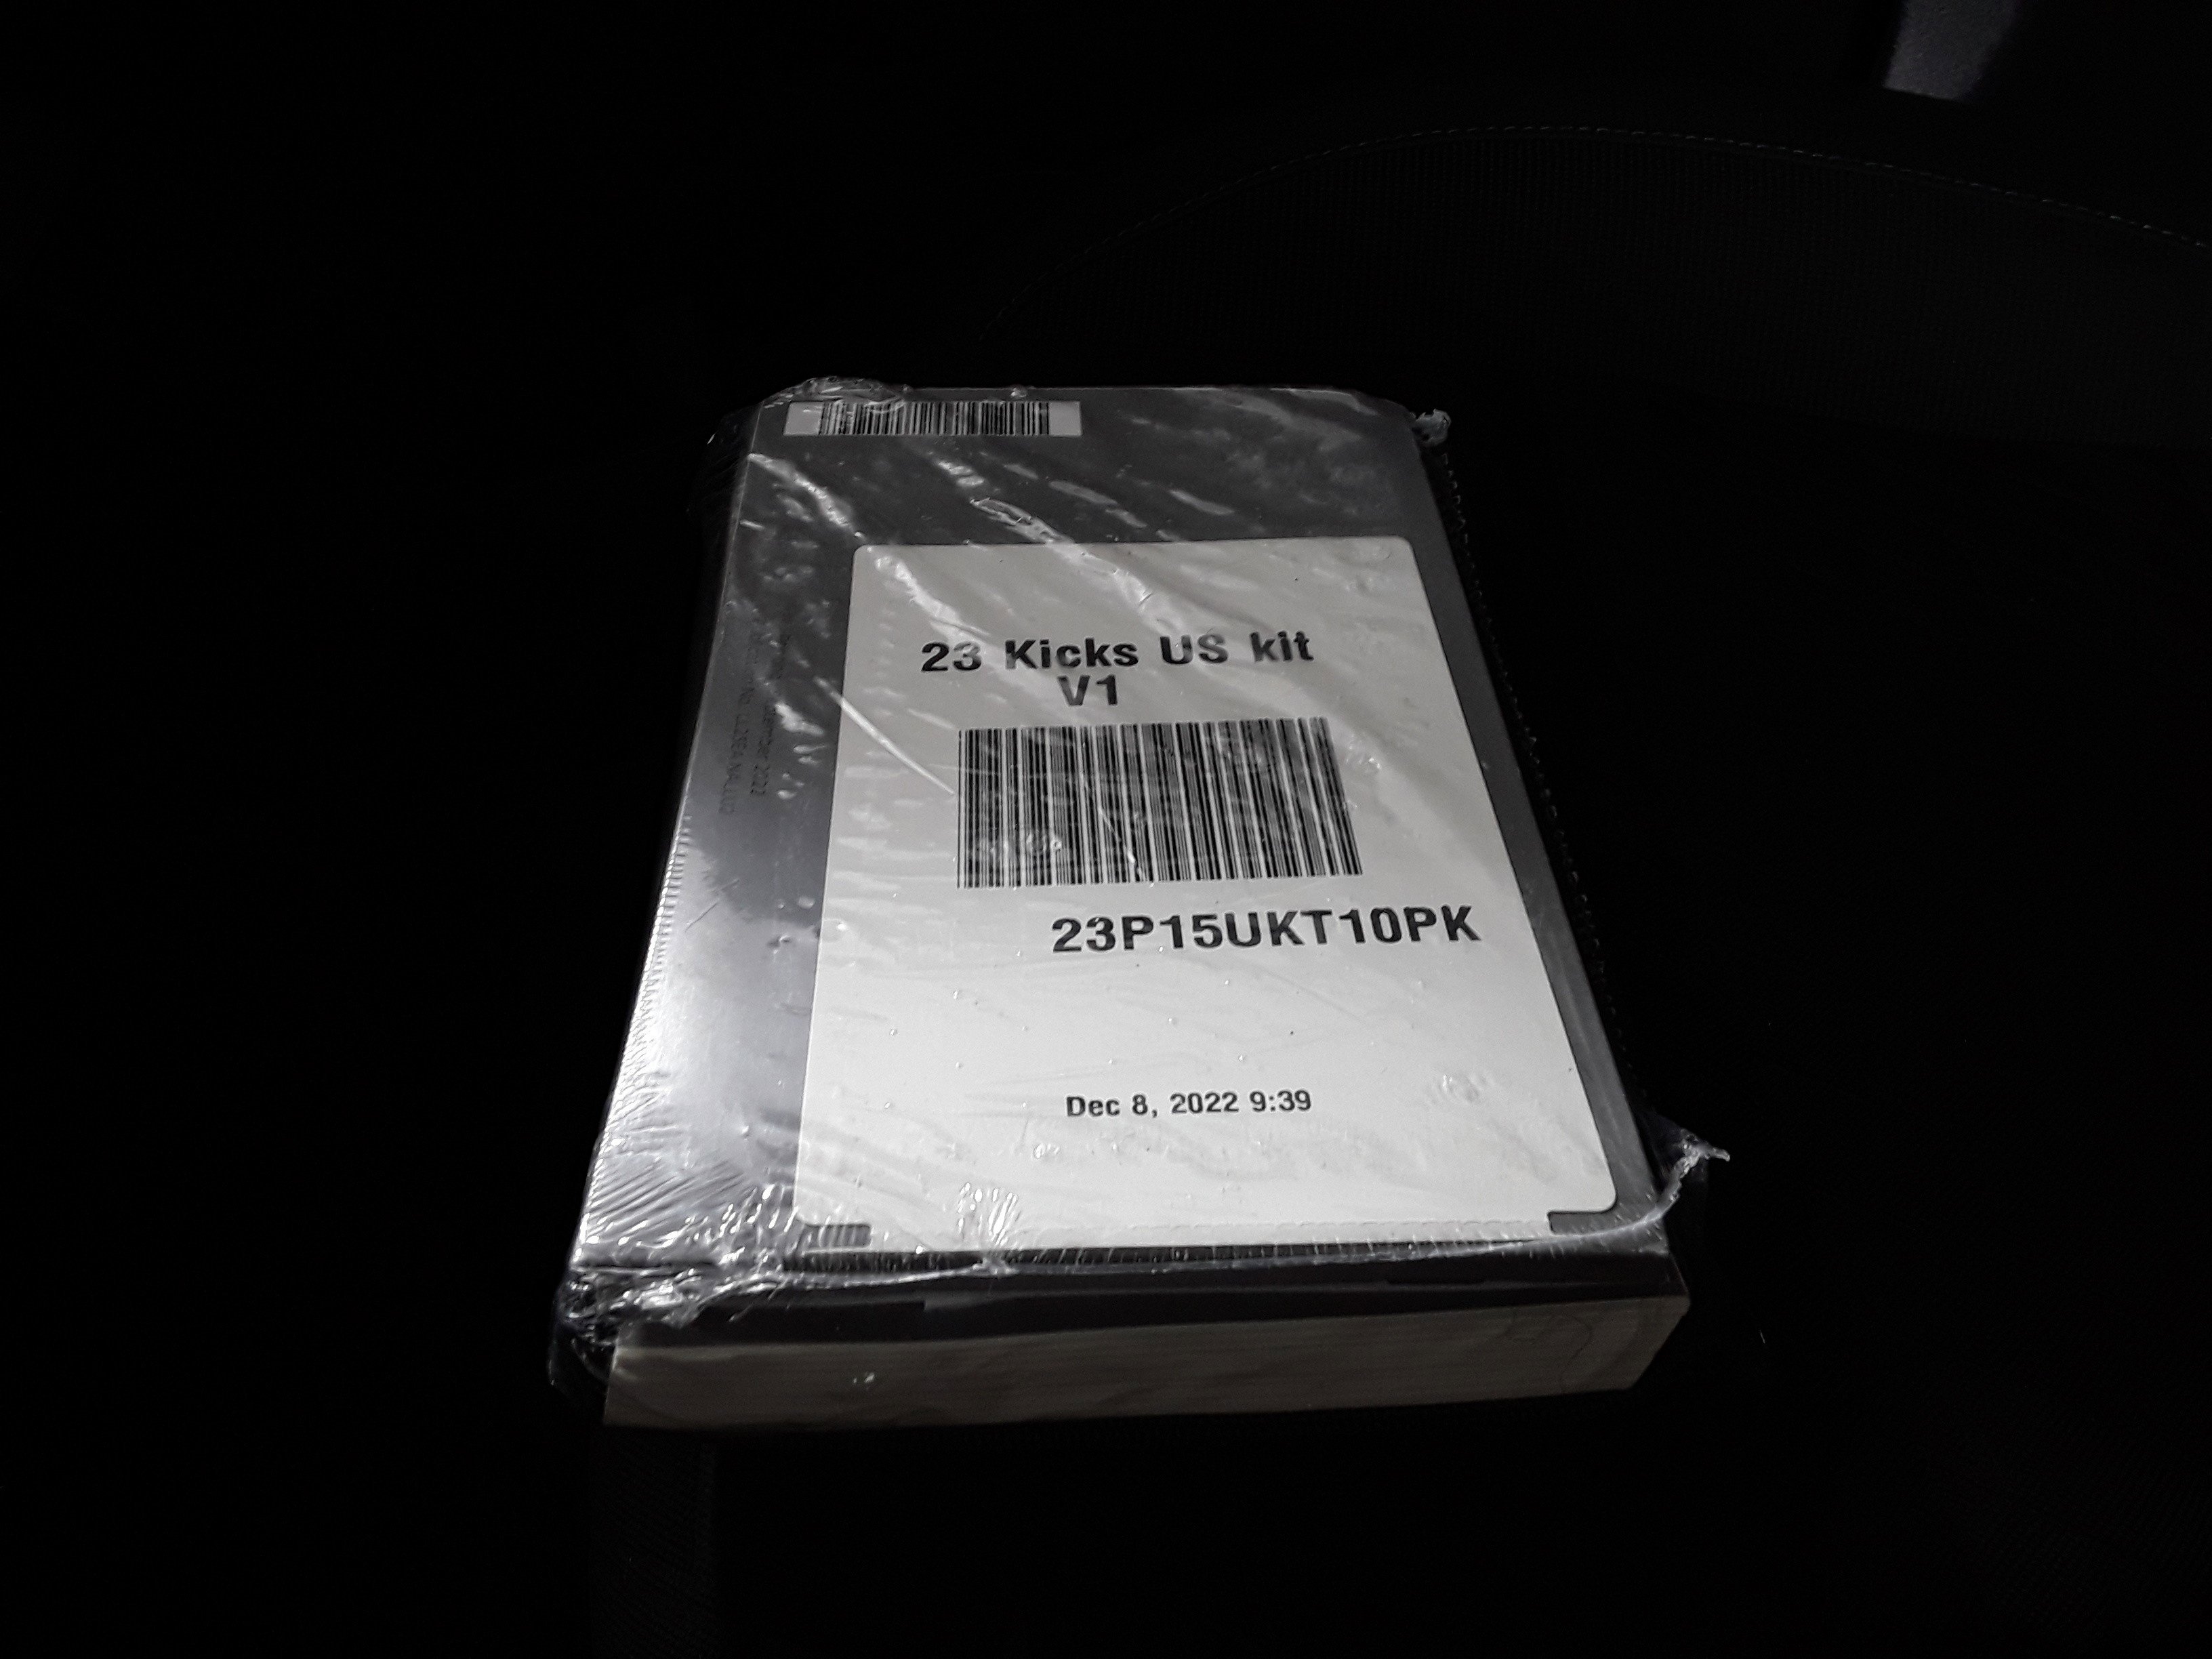 23 Kicks US kit
V1
23P15UKT10PK
Dec 8, 2022 9:39